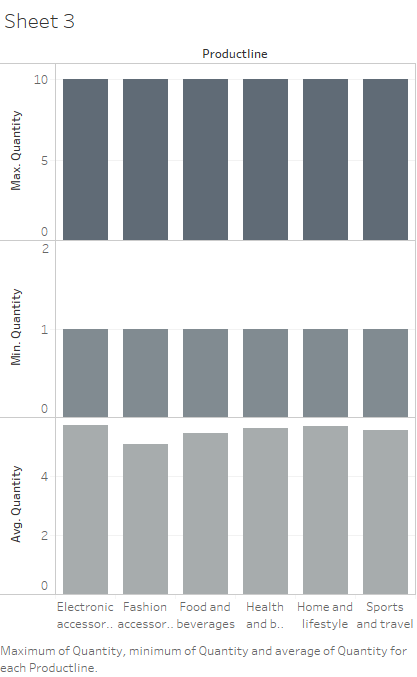 Sheet 3
Productline
10
5
0
Max. Quantity
2
1
0
Min. Quantity
4
2
0
Avg. Quantity
Electronic accessor..
Fashion accessor..
Food and beverages
Health and b..
Home and lifestyle
Sports and travel
Maximum of Quantity, minimum of Quantity and average of Quantity for
each Productline.